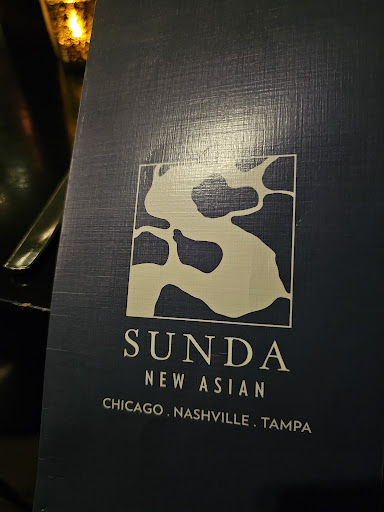 SUNDA
NEW ASIAN
CHICAGO . NASHVILLE . TAMPA